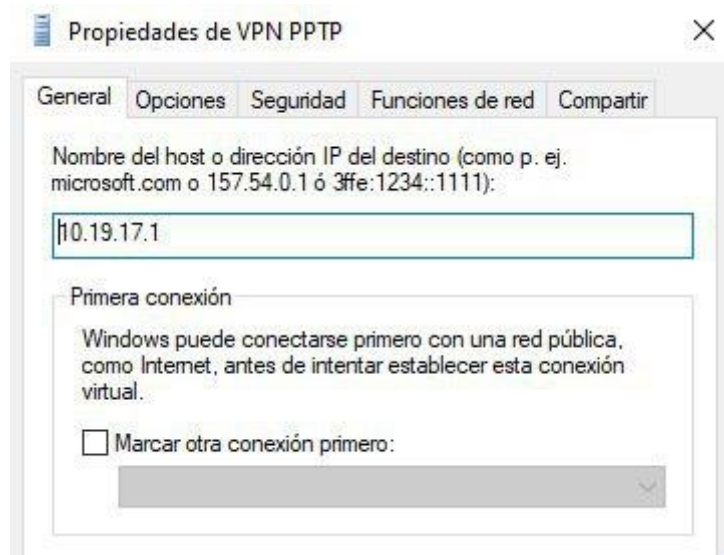 Propiedades de VPN PPTP
General Opciones Seguridad Funciones de red Compartir
Nombre del host o dirección IP del destino (como p. ej.
microsoft.com o 157.54.0.1 ó 3ffe:1234::1111):
10.19.17.1
Primera conexión
Windows puede conectarse primero con una red pública,
como Internet, antes de intentar establecer esta conexión
virtual.
Marcar otra conexión primero: